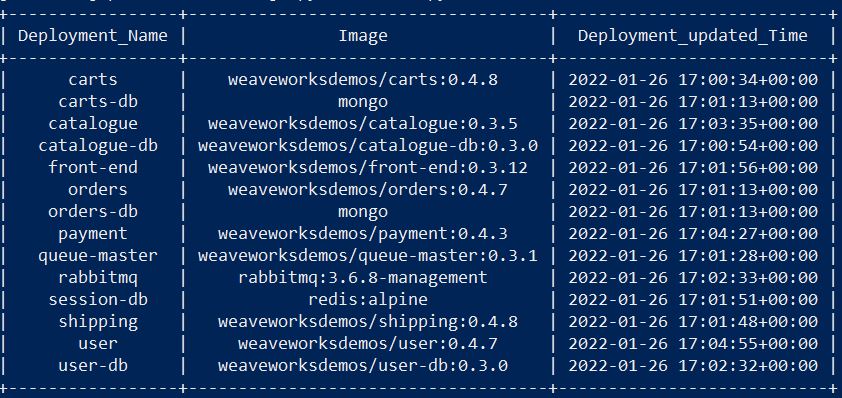 +-----------------+------------------------------------+---------------------------+
| Deployment_Name | Image | Deployment_updated_Time |
+-----------------+------------------------------------+---------------------------+
| carts | weaveworksdemos/carts:0.4.8 | 2022-01-26 17:00:34+00:00 |
| carts-db | mongo | 2022-01-26 17:01:13+00:00 |
| catalogue | weaveworksdemos/catalogue:0.3.5 | 2022-01-26 17:03:35+00:00 |
| catalogue-db | weaveworksdemos/catalogue-db:0.3.0 | 2022-01-26 17:00:54+00:00 |
| front-end | weaveworksdemos/front-end:0.3.12 | 2022-01-26 17:01:56+00:00 |
| orders | weaveworksdemos/orders:0.4.7 | 2022-01-26 17:01:13+00:00 |
| orders-db | mongo | 2022-01-26 17:01:13+00:00 |
| payment | weaveworksdemos/payment:0.4.3 | 2022-01-26 17:04:27+00:00 |
| queue-master | weaveworksdemos/queue-master:0.3.1 | 2022-01-26 17:01:28+00:00 |
| rabbitmq | rabbitmq:3.6.8-management | 2022-01-26 17:02:33+00:00 |
| session-db | redis:alpine | 2022-01-26 17:01:51+00:00 |
| shipping | weaveworksdemos/shipping:0.4.8 | 2022-01-26 17:01:48+00:00 |
| user | weaveworksdemos/user:0.4.7 | 2022-01-26 17:04:55+00:00 |
| user-db | weaveworksdemos/user-db:0.3.0 | 2022-01-26 17:02:32+00:00 |
+-----------------+------------------------------------+---------------------------+